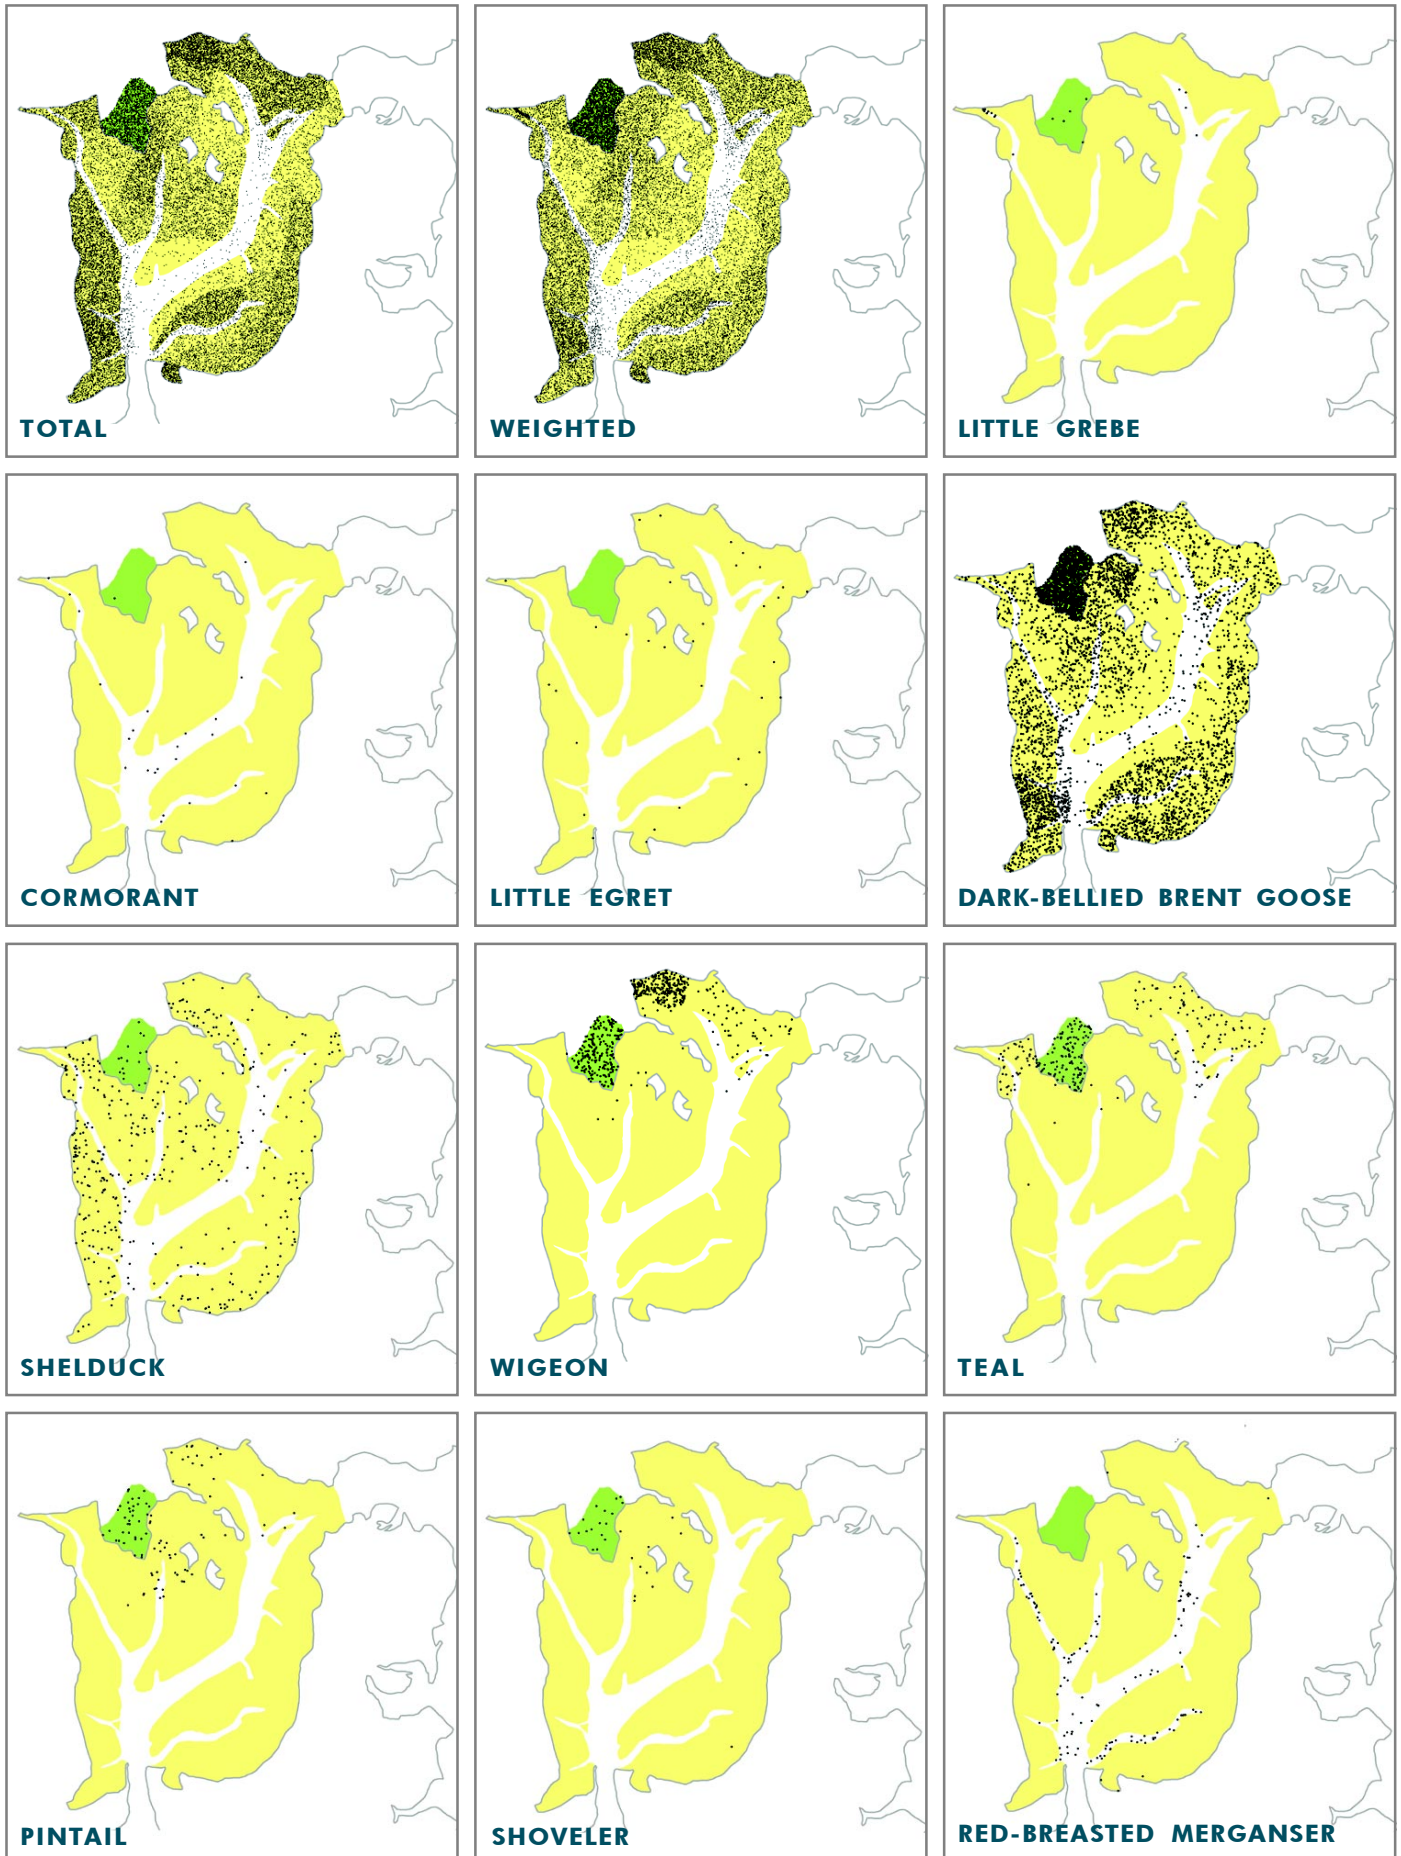 TOTAL
WEIGHTED
LITTLE GREBE
CORMORANT
LITTLE EGRET
DARK-BELLIED BRENT GOOSE
SHELDUCK
WIGEON
TEAL
PINTAIL
SHOVELER
RED-BREASTED MERGANSER